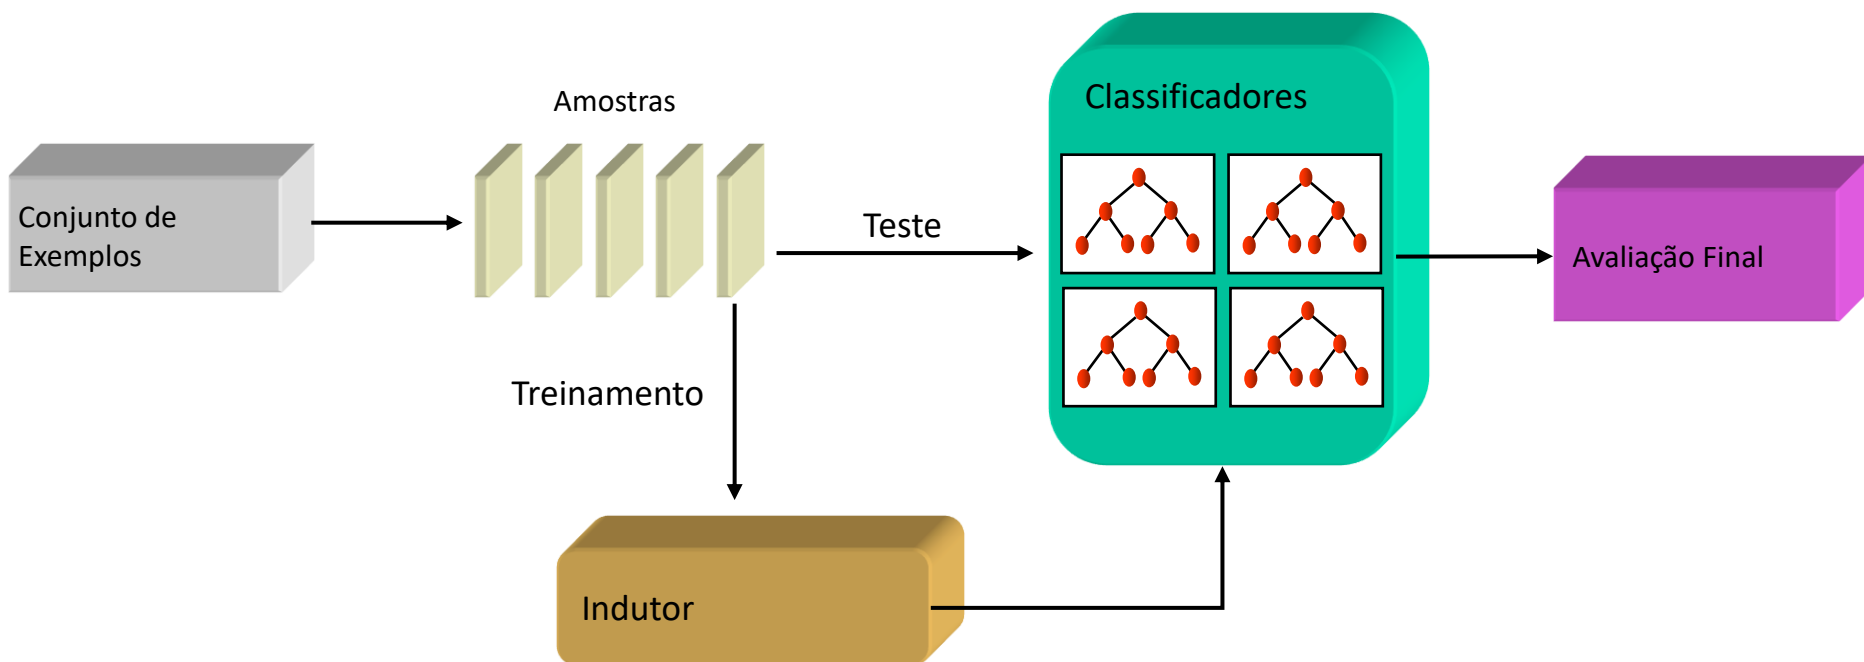 Amostras
Classificadores
Conjunto de
Exemplos
Teste
Avaliação Final
Treinamento
Indutor